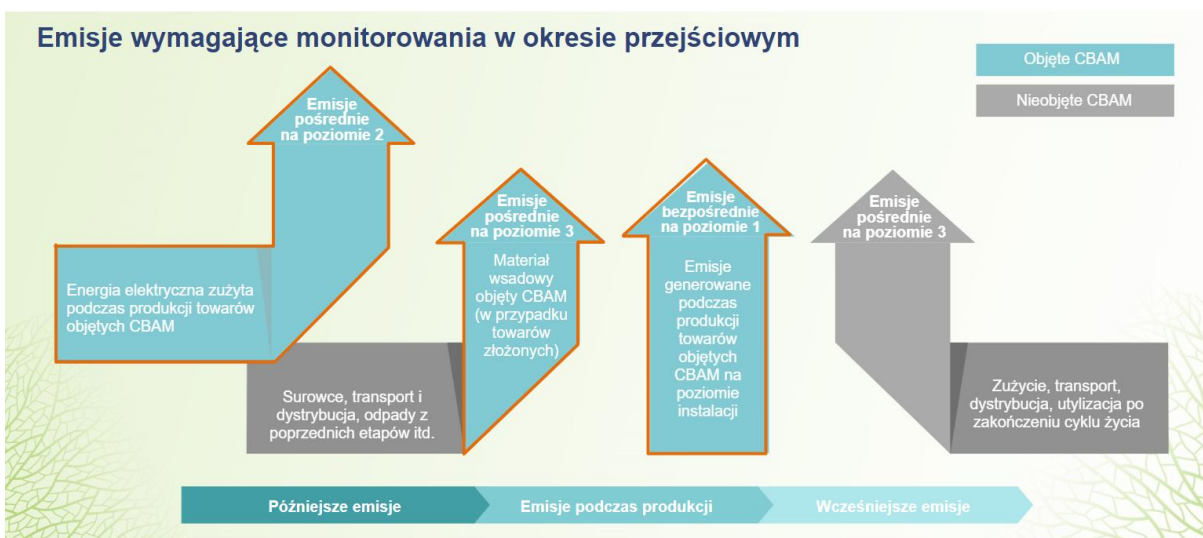 Emisje wymagające monitorowania w okresie przejściowym
Objęte CBAM
Nieobjęte CBAM
Emisje
pośrednie
na poziomie 2
Energia elektryczna zużyta
podczas produkcji towarów
objętych CBAM
Emisje
pośrednie
na poziomie 3
Materiał
wsadowy
objęty CBAM
(w przypadku
towarów
złożonych)
Surowce, transport i
dystrybucja, odpady z
poprzednich etapów itd.
Emisje
bezpośrednie
na poziomie 1
Emisje
generowane
podczas
produkcji
towarów
objętych
CBAM na
poziomie
instalacji
Emisje
pośrednie
na poziomie 3
Zużycie, transport,
dystrybucja, utylizacja po
zakończeniu cyklu życia
Późniejsze emisje
Emisje podczas produkcji
Wcześniejsze emisje